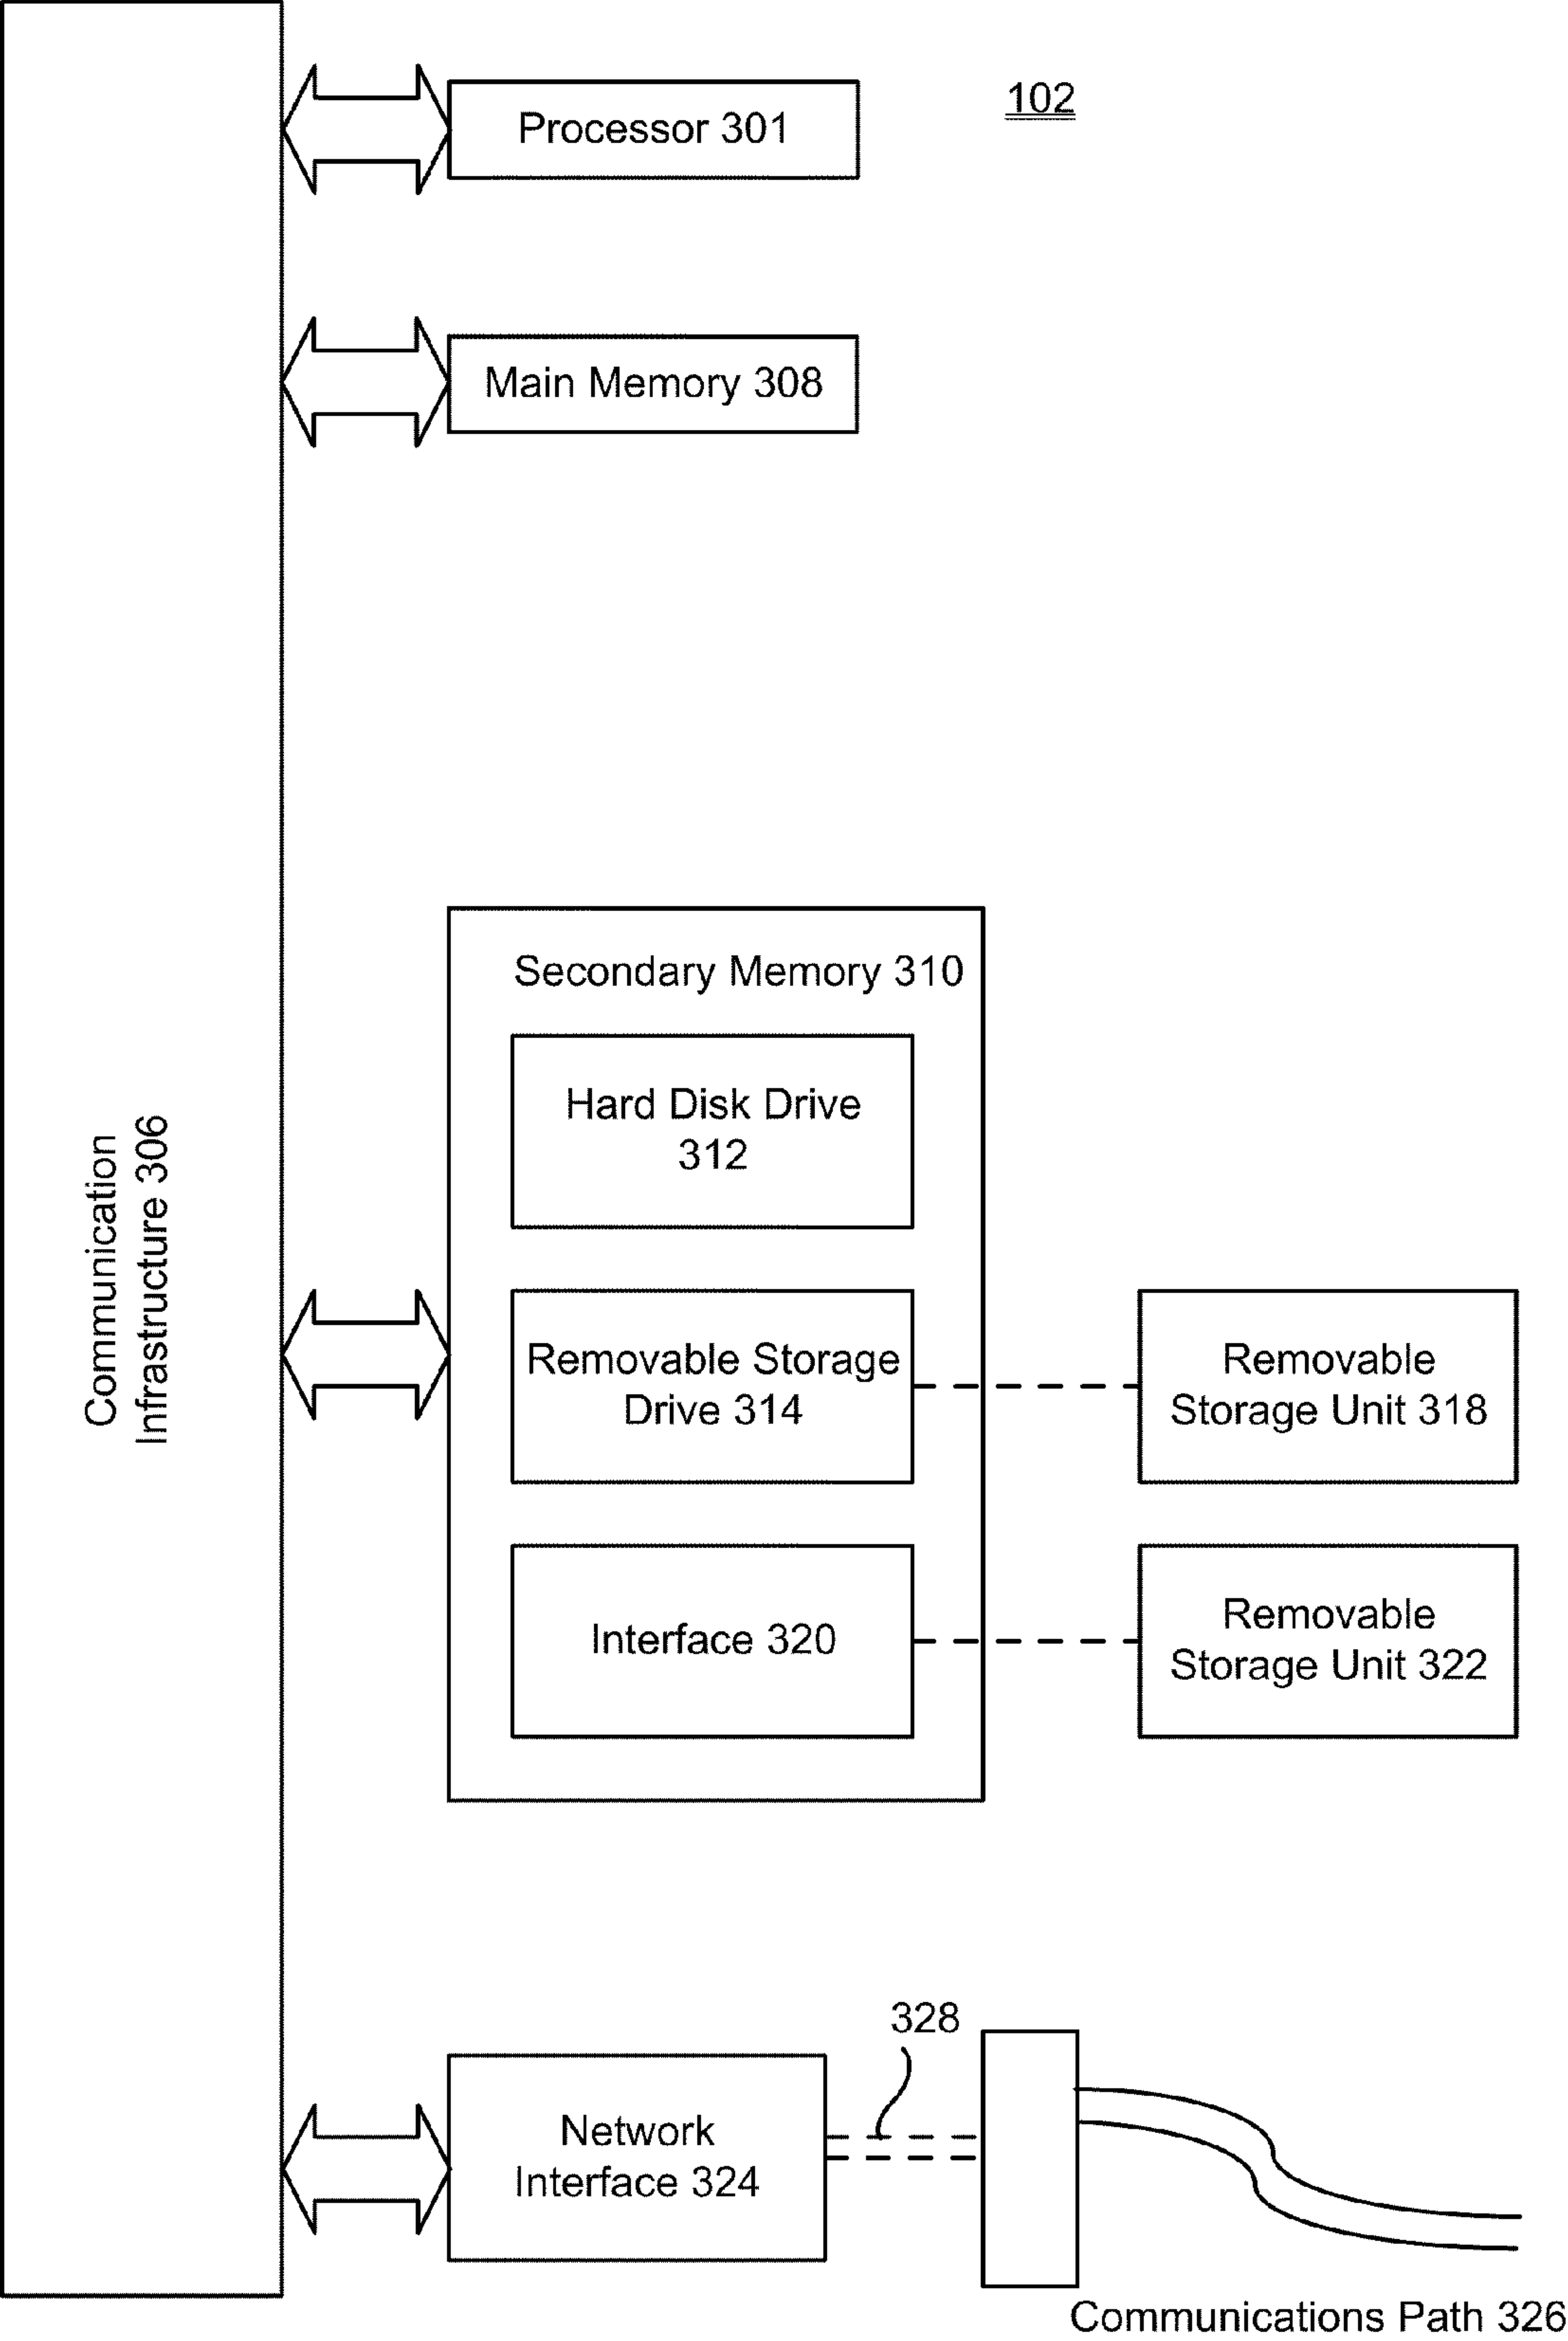 102
Processor 301
Main Memory 308
Communication
Infrastructure 306
Secondary Memory 310
Hard Disk Drive
312
Removable Storage
Drive 314
Removable
Storage Unit 318
Interface 320
Removable
Storage Unit 322
328
Network
Interface 324
Communications Path 326